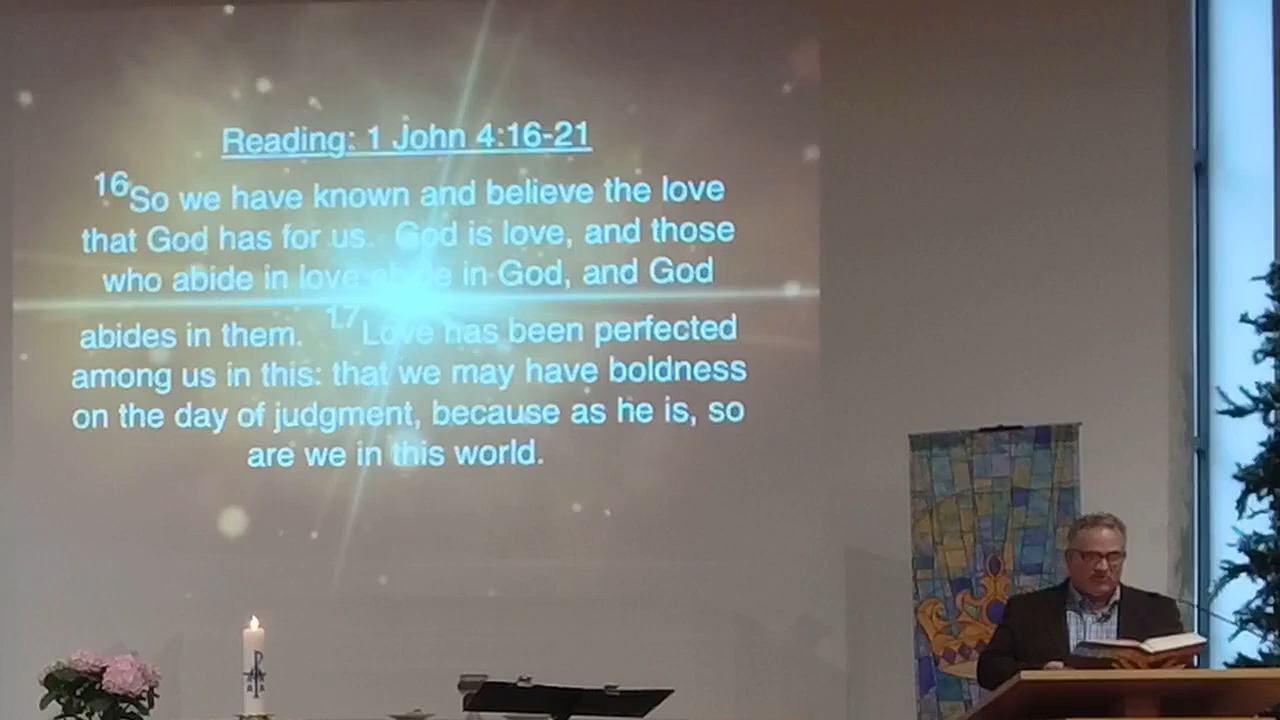 Reading: 1 John 4:16-21
16So we have known and believe the love
that God has for us. God is love, and those
who abide in love abide in God, and God
abides in them. 17Love has been perfected
among us in this: that we may have boldness
on the day of judgment, because as he is, so
are we in this world.